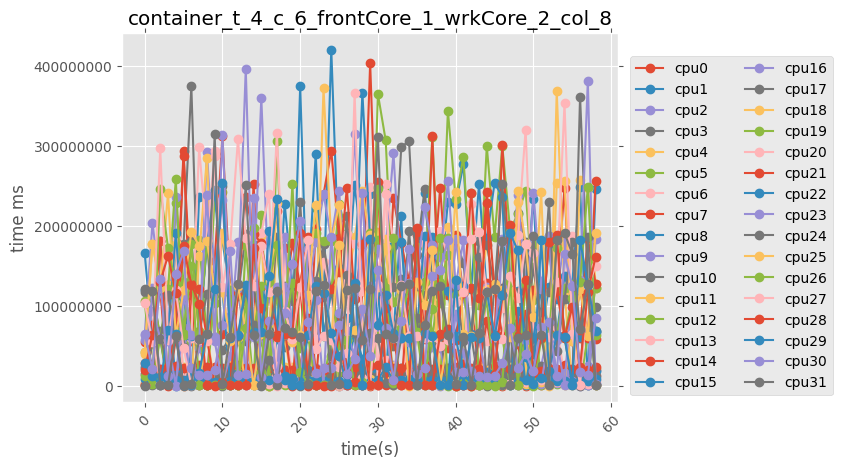 container_t_4_c_6_frontCore_1_wrkCore_2_col_8
400000000
300000000
200000000
100000000
0
time ms
0
10
20
30
40
50
60
time(s)
cpu0
cpu1
cpu2
cpu3
cpu4
cpu5
cpu6
cpu7
cpu8
cpu9
cpu10
cpu11
cpu12
cpu13
cpu14
cpu15
cpu16
cpu17
cpu18
cpu19
cpu20
cpu21
cpu22
cpu23
cpu24
cpu25
cpu26
cpu27
cpu28
cpu29
cpu30
cpu31